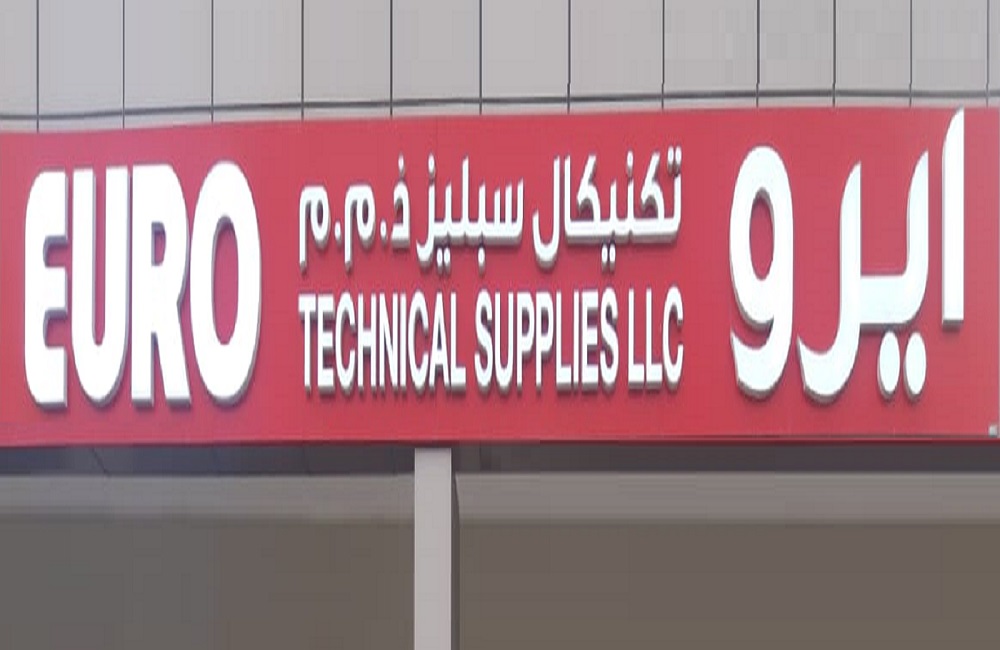 EURO
ايرو
تكنيكال سبليز ذ.م.م
TECHNICAL SUPPLIES LLC